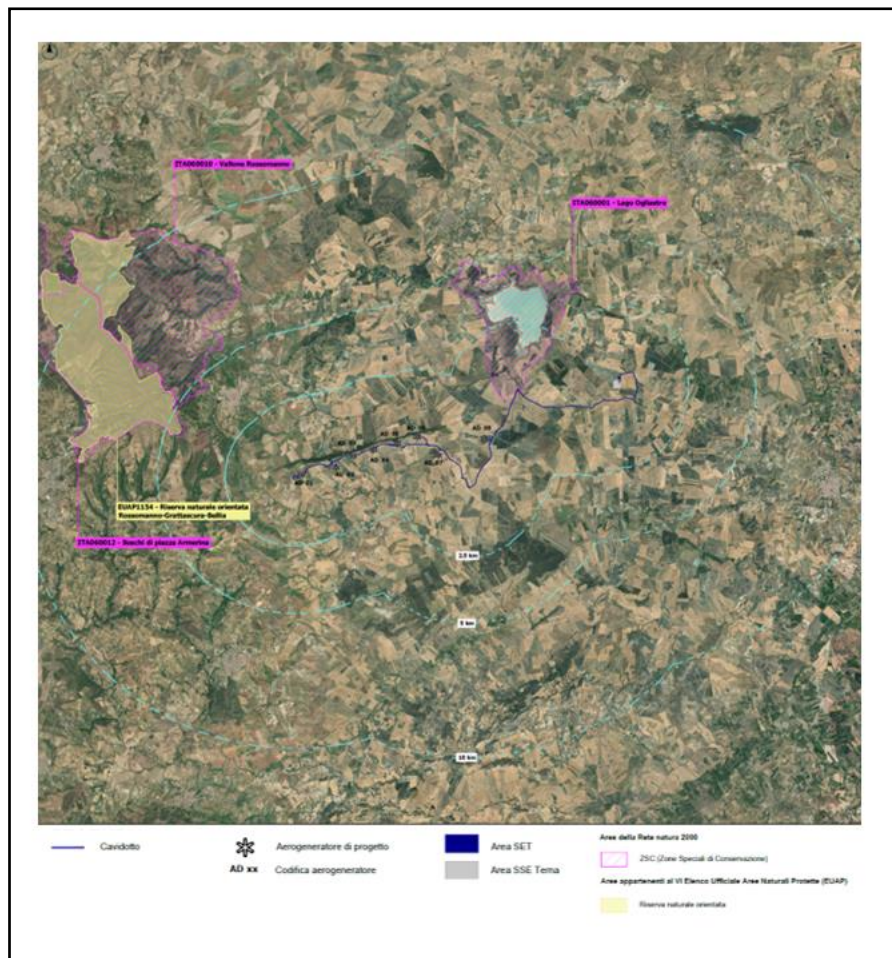 ITA060010 - Vallone Rossomanno
ITA060001 - Lago Ogliastro
AD 08
EUAP1154 - Riserva naturale orientata
Rossomanno-Grottascura-Bellia
ITA060012 - Boschi di piazza Armerina
2.5 km
5 km
10 km
Cavidotto
Aerogeneratore di progetto
AD xx
Codifica aerogeneratore
Area SET
Area SSE Terna
Aree della Rete natura 2000
ZSC (Zone Speciali di Conservazione)
Aree appartenenti al VI Elenco Ufficiale Aree Naturali Protette (EUAP)
Riserva naturale orientata